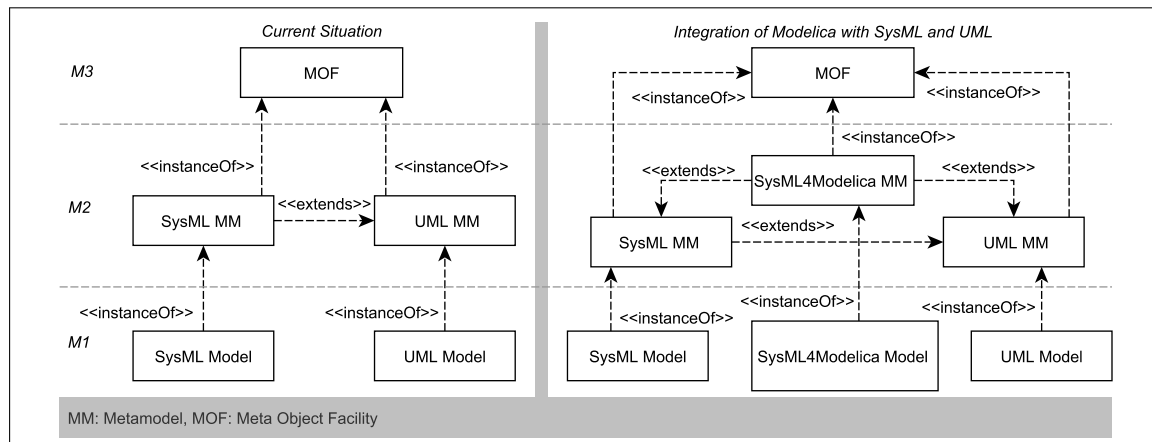 Current Situation
Integration of Modelica with SysML and UML
M3
MOF
MOF
<<instanceOf>>
<<instanceOf>>
<<instanceOf>>
<<instanceOf>>
<<instanceOf>>
<<extends>>
<<extends>>
SysML4Modelica MM
M2
<<extends>>
SysML MM
UML MM
SysML MM
<<extends>>
UML MM
<<instanceOf>>
<<instanceOf>>
<<instanceOf>>
<<instanceOf>>
<<instanceOf>>
M1
SysML Model
UML Model
SysML Model
SysML4Modelica Model
UML Model
MM: Metamodel, MOF: Meta Object Facility